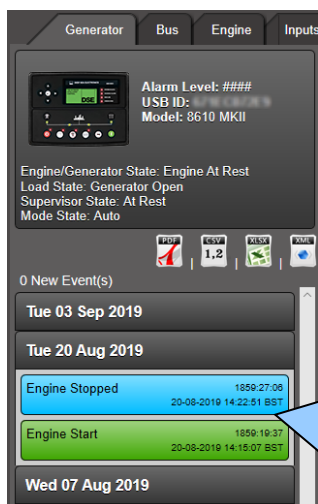 Generator Bus Engine Inputs
DSE
Alarm Level: ####
USB ID:
Model: 8610 MKII
Engine/Generator State: Engine At Rest
Load State: Generator Open
Supervisor State: At Rest
Mode State: Auto
PDF CSV XLSX XML
1,2
0 New Event(s)
Tue 03 Sep 2019
Tue 20 Aug 2019
Engine Stopped 1859:27:06
20-08-2019 14:22:51 BST
Engine Start 1859:19:37
20-08-2019 14:15:07 BST
Wed 07 Aug 2019